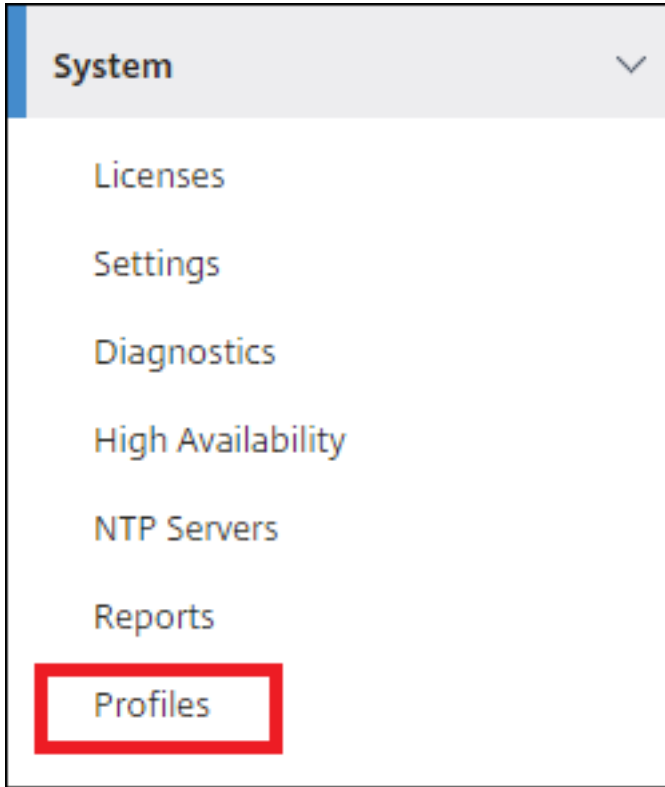 System
Licenses
Settings
Diagnostics
High Availability
NTP Servers
Reports
Profiles